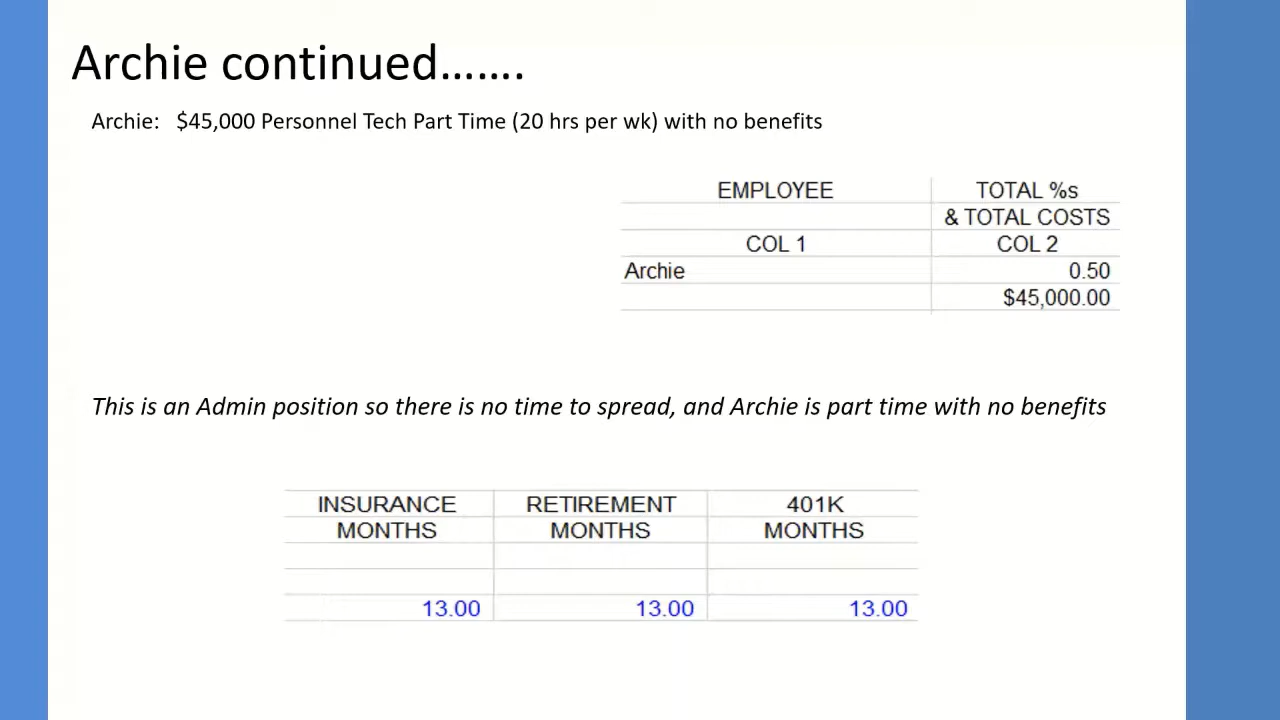 Archie continued…….
Archie: $45,000 Personnel Tech Part Time (20 hrs per wk) with no benefits
EMPLOYEE TOTAL %s
& TOTAL COSTS
COL 1 COL 2
Archie 0.50
$45,000.00
This is an Admin position so there is no time to spread, and Archie is part time with no benefits
INSURANCE RETIREMENT 401K
MONTHS MONTHS MONTHS
13.00 13.00 13.00